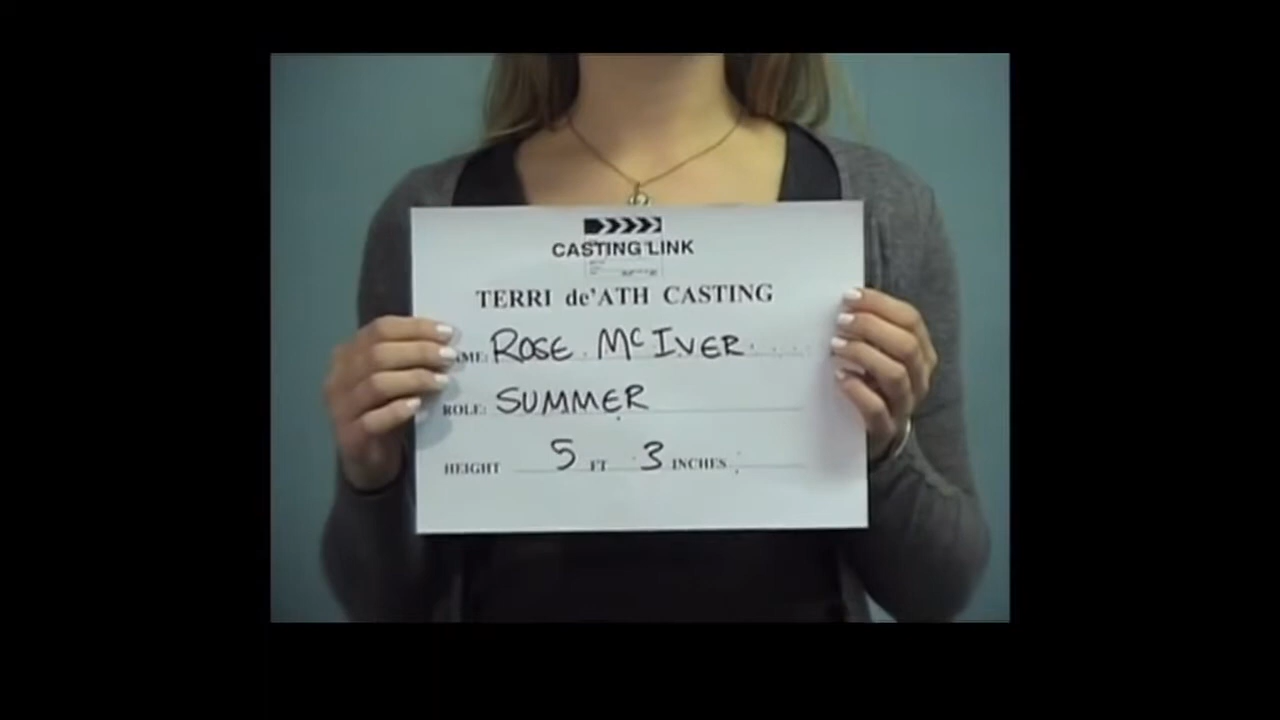 CASTING LINK
TERRI de'ATH CASTING
ROSE McIVER
ROLE: SUMMER
HEIGHT 5 FT 3 INCHES